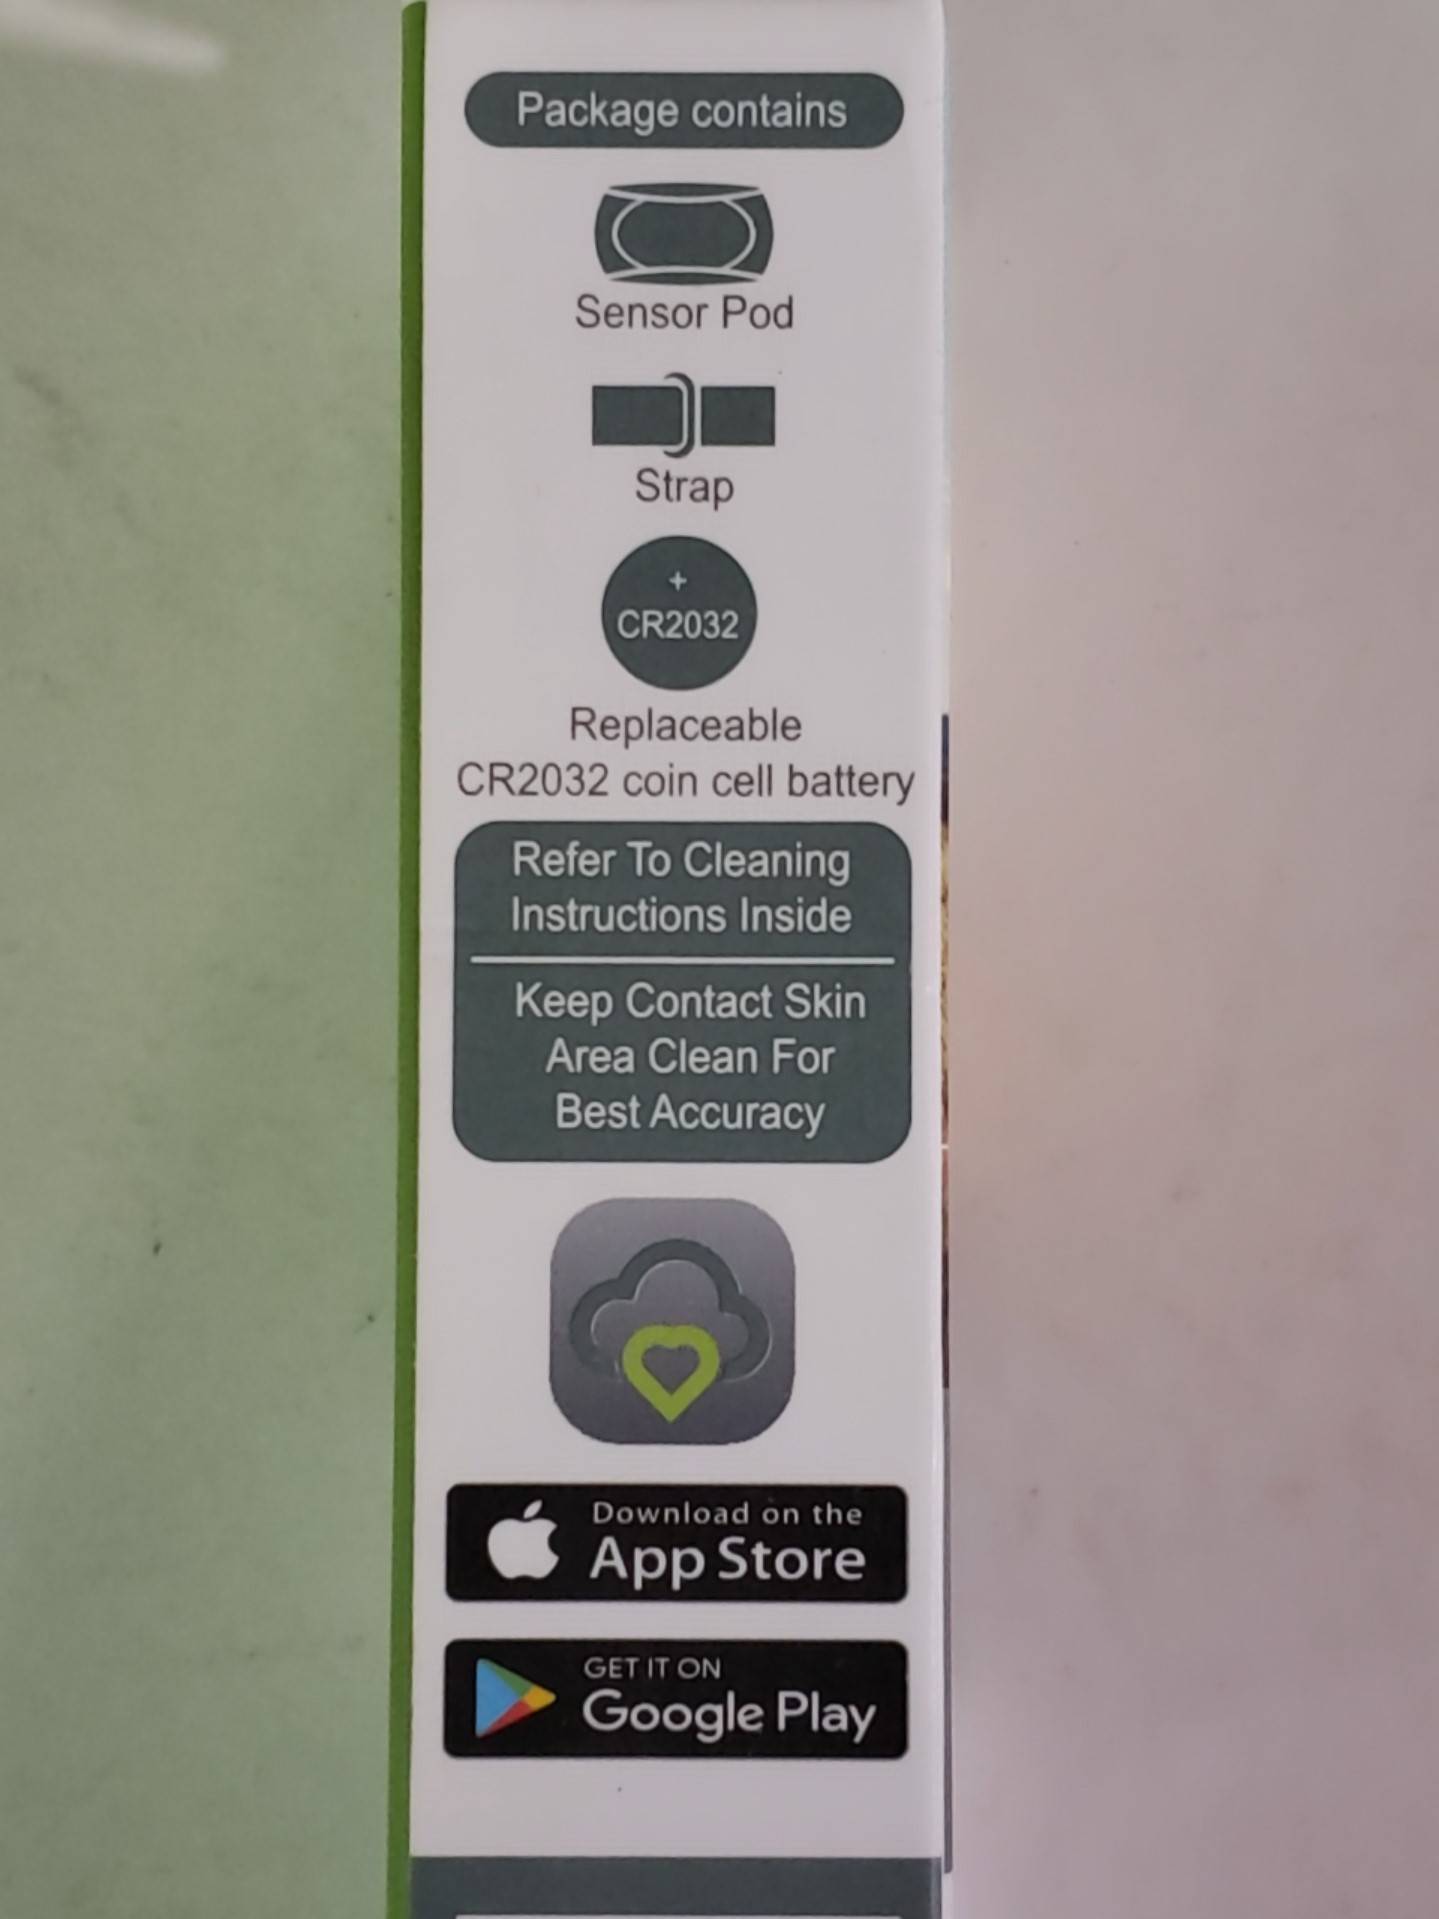 Package contains
Sensor Pod
Strap
+
CR2032
Replaceable
CR2032 coin cell battery
Refer To Cleaning
Instructions Inside
Keep Contact Skin
Area Clean For
Best Accuracy
Download on the
App Store
GET IT ON
Google Play